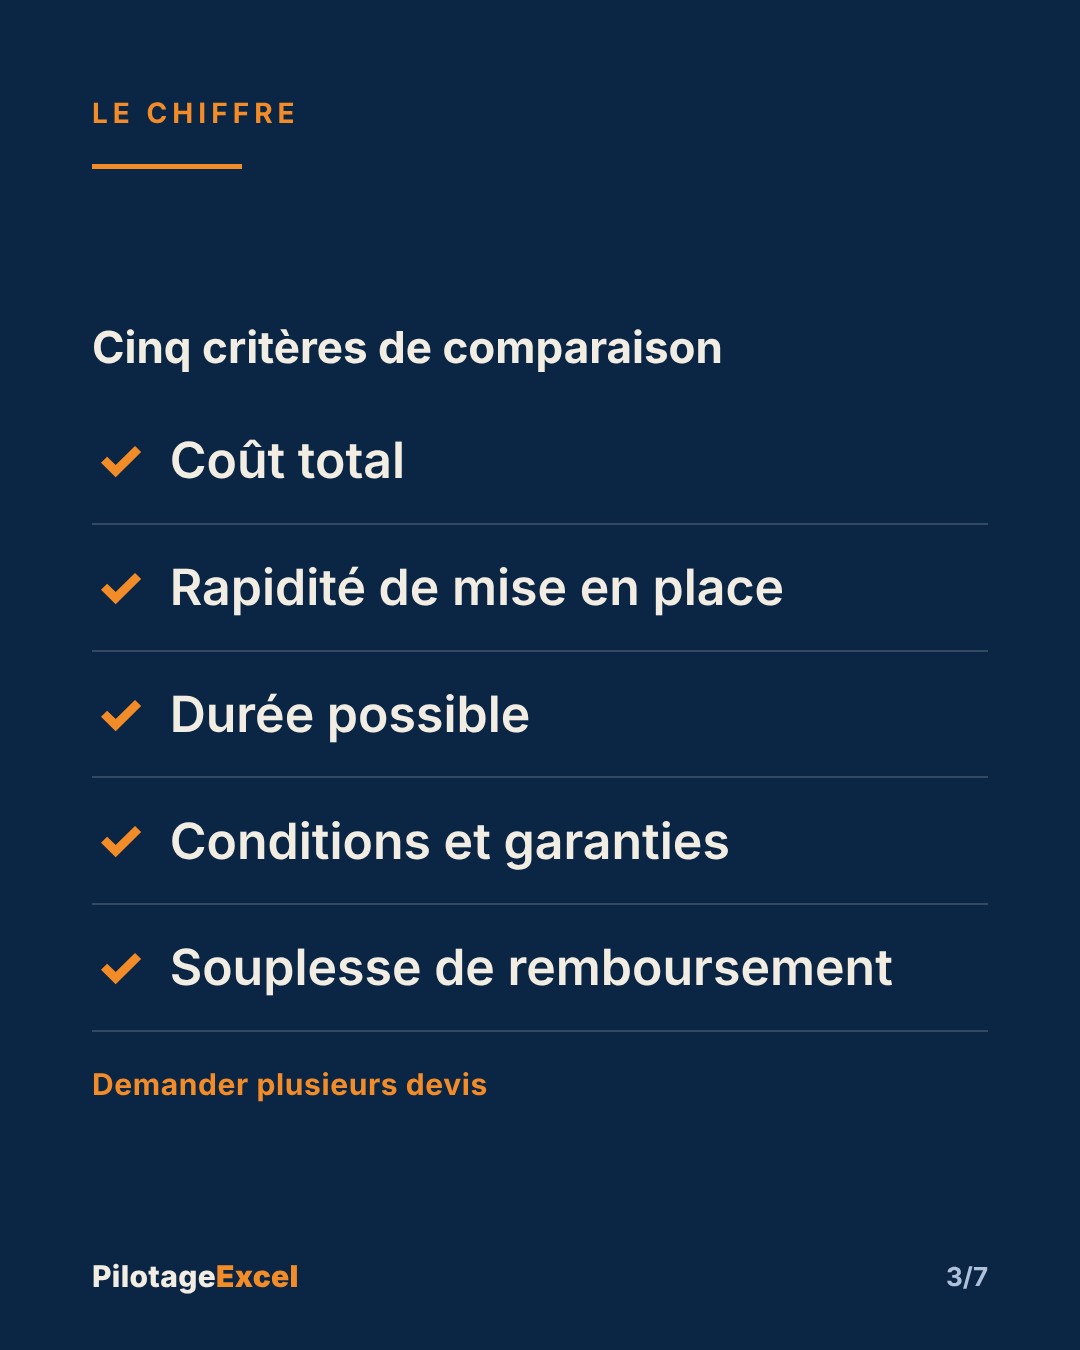 LE CHIFFRE
Cinq critères de comparaison
Coût total
Rapidité de mise en place
Durée possible
Conditions et garanties
Souplesse de remboursement
Demander plusieurs devis
PilotageExcel
3/7